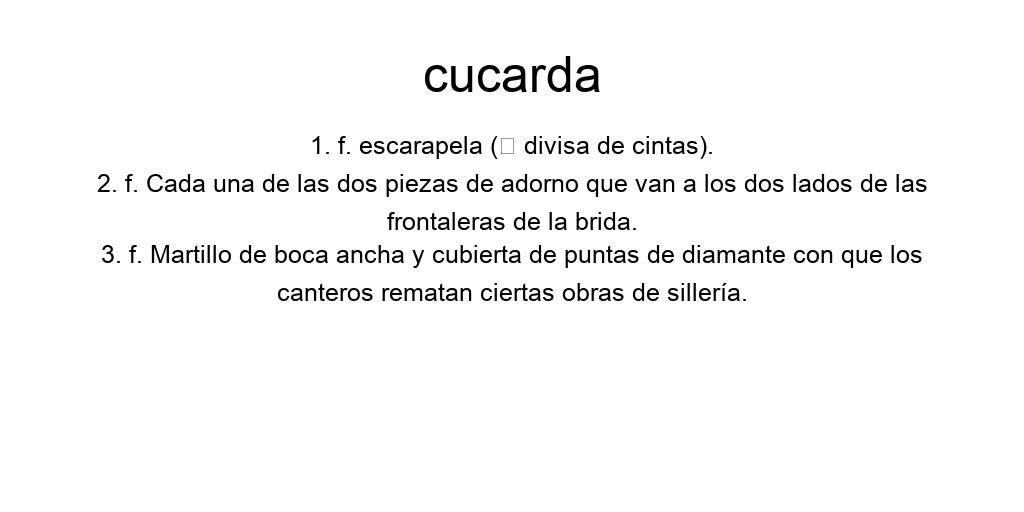 cucarda
1. f. escarapela (▯ divisa de cintas).
2. f. Cada una de las dos piezas de adorno que van a los dos lados de las
frontaleras de la brida.
3. f. Martillo de boca ancha y cubierta de puntas de diamante con que los
canteros rematan ciertas obras de sillería.